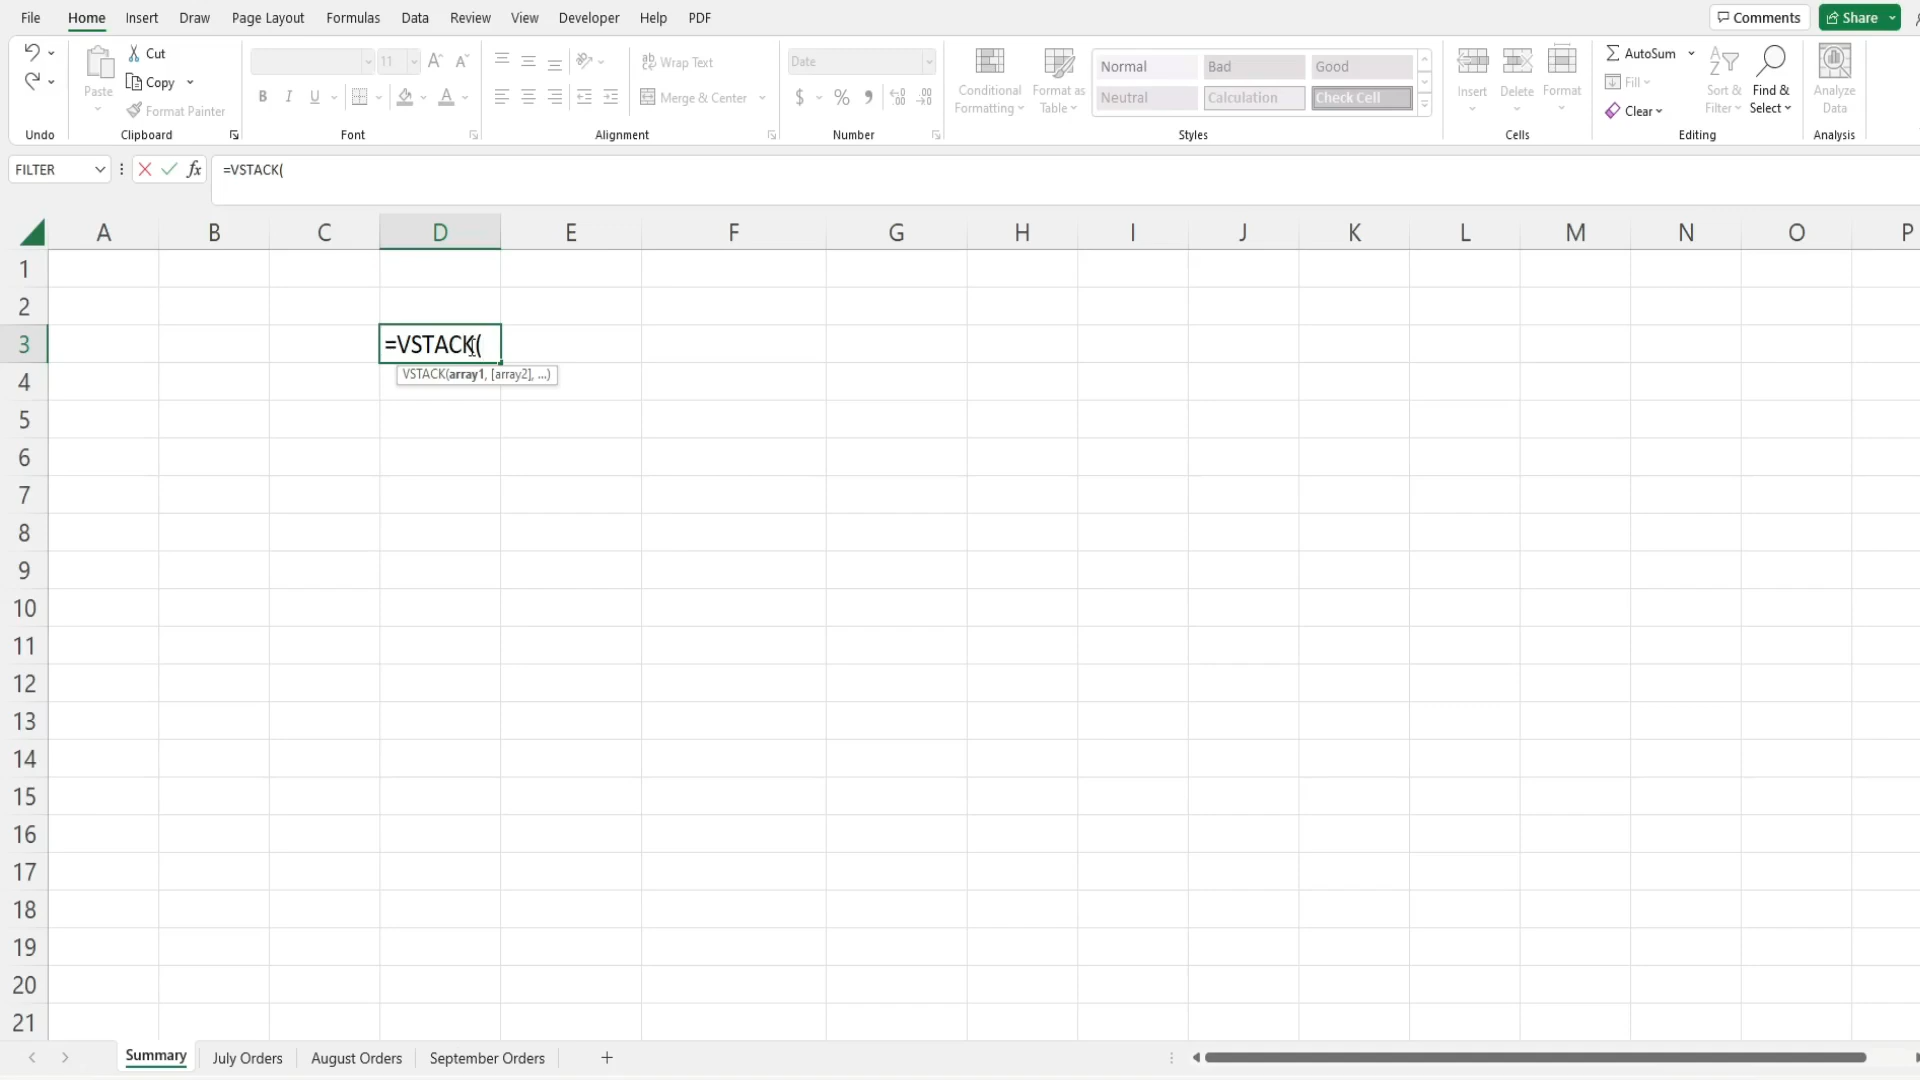 File Home Insert Draw Page Layout Formulas Data Review View Developer Help PDF Comments Share
Cut
Copy
Format Painter
Paste
Undo Clipboard
11
B I U A
Font
Wrap Text
Merge & Center
Alignment
Date
$ % ,
Number
Conditional Formatting
Format as Table
Normal Bad Good
Neutral Calculation Check Cell
Styles
Insert Delete Format
Cells
AutoSum
Fill
Clear
Sort & Filter
Find & Select
Editing
Analyze Data
Analysis
FILTER fx =VSTACK(
A B C D E F G H I J K L M N O P
1
2
3 =VSTACK(
VSTACK(array1, [array2], ...)
4
5
6
7
8
9
10
11
12
13
14
15
16
17
18
19
20
21
Summary July Orders August Orders September Orders +